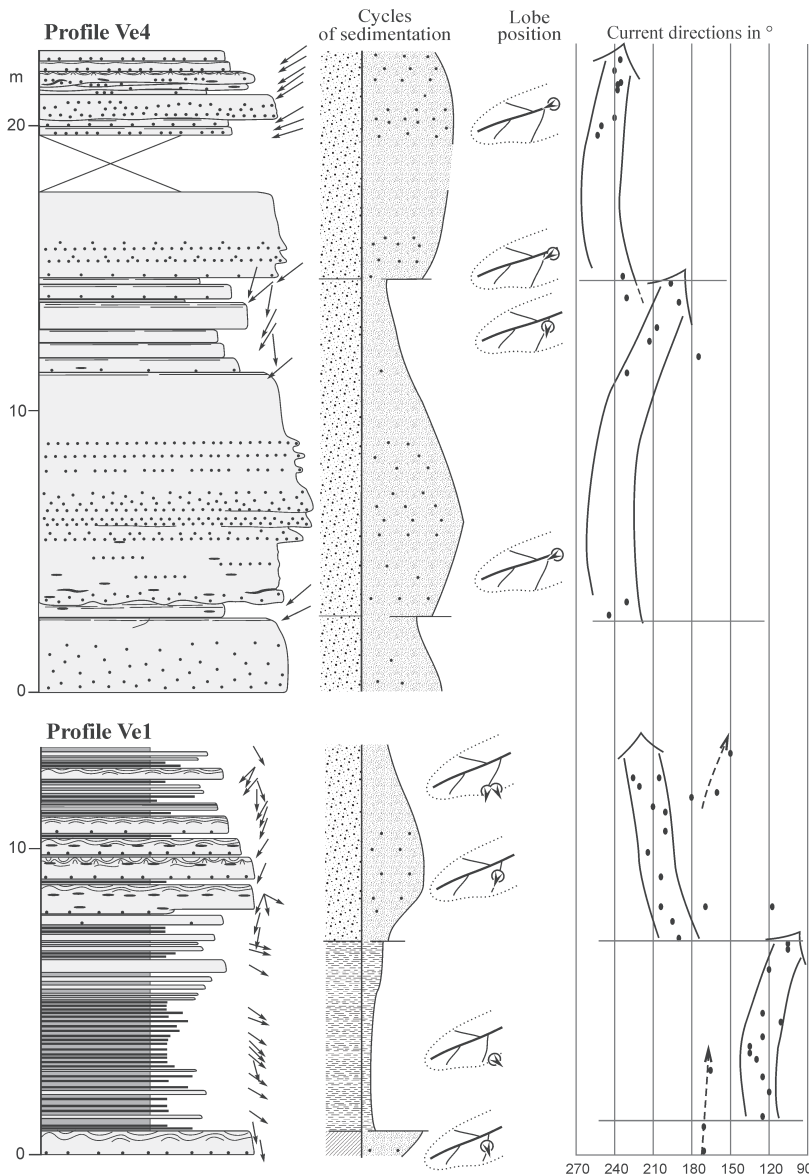 Profile Ve4
Cycles
of sedimentation
Lobe
position
Current directions in °
m
20
10
0
Profile Ve1
10
0
270 240 210 180 150 120 90